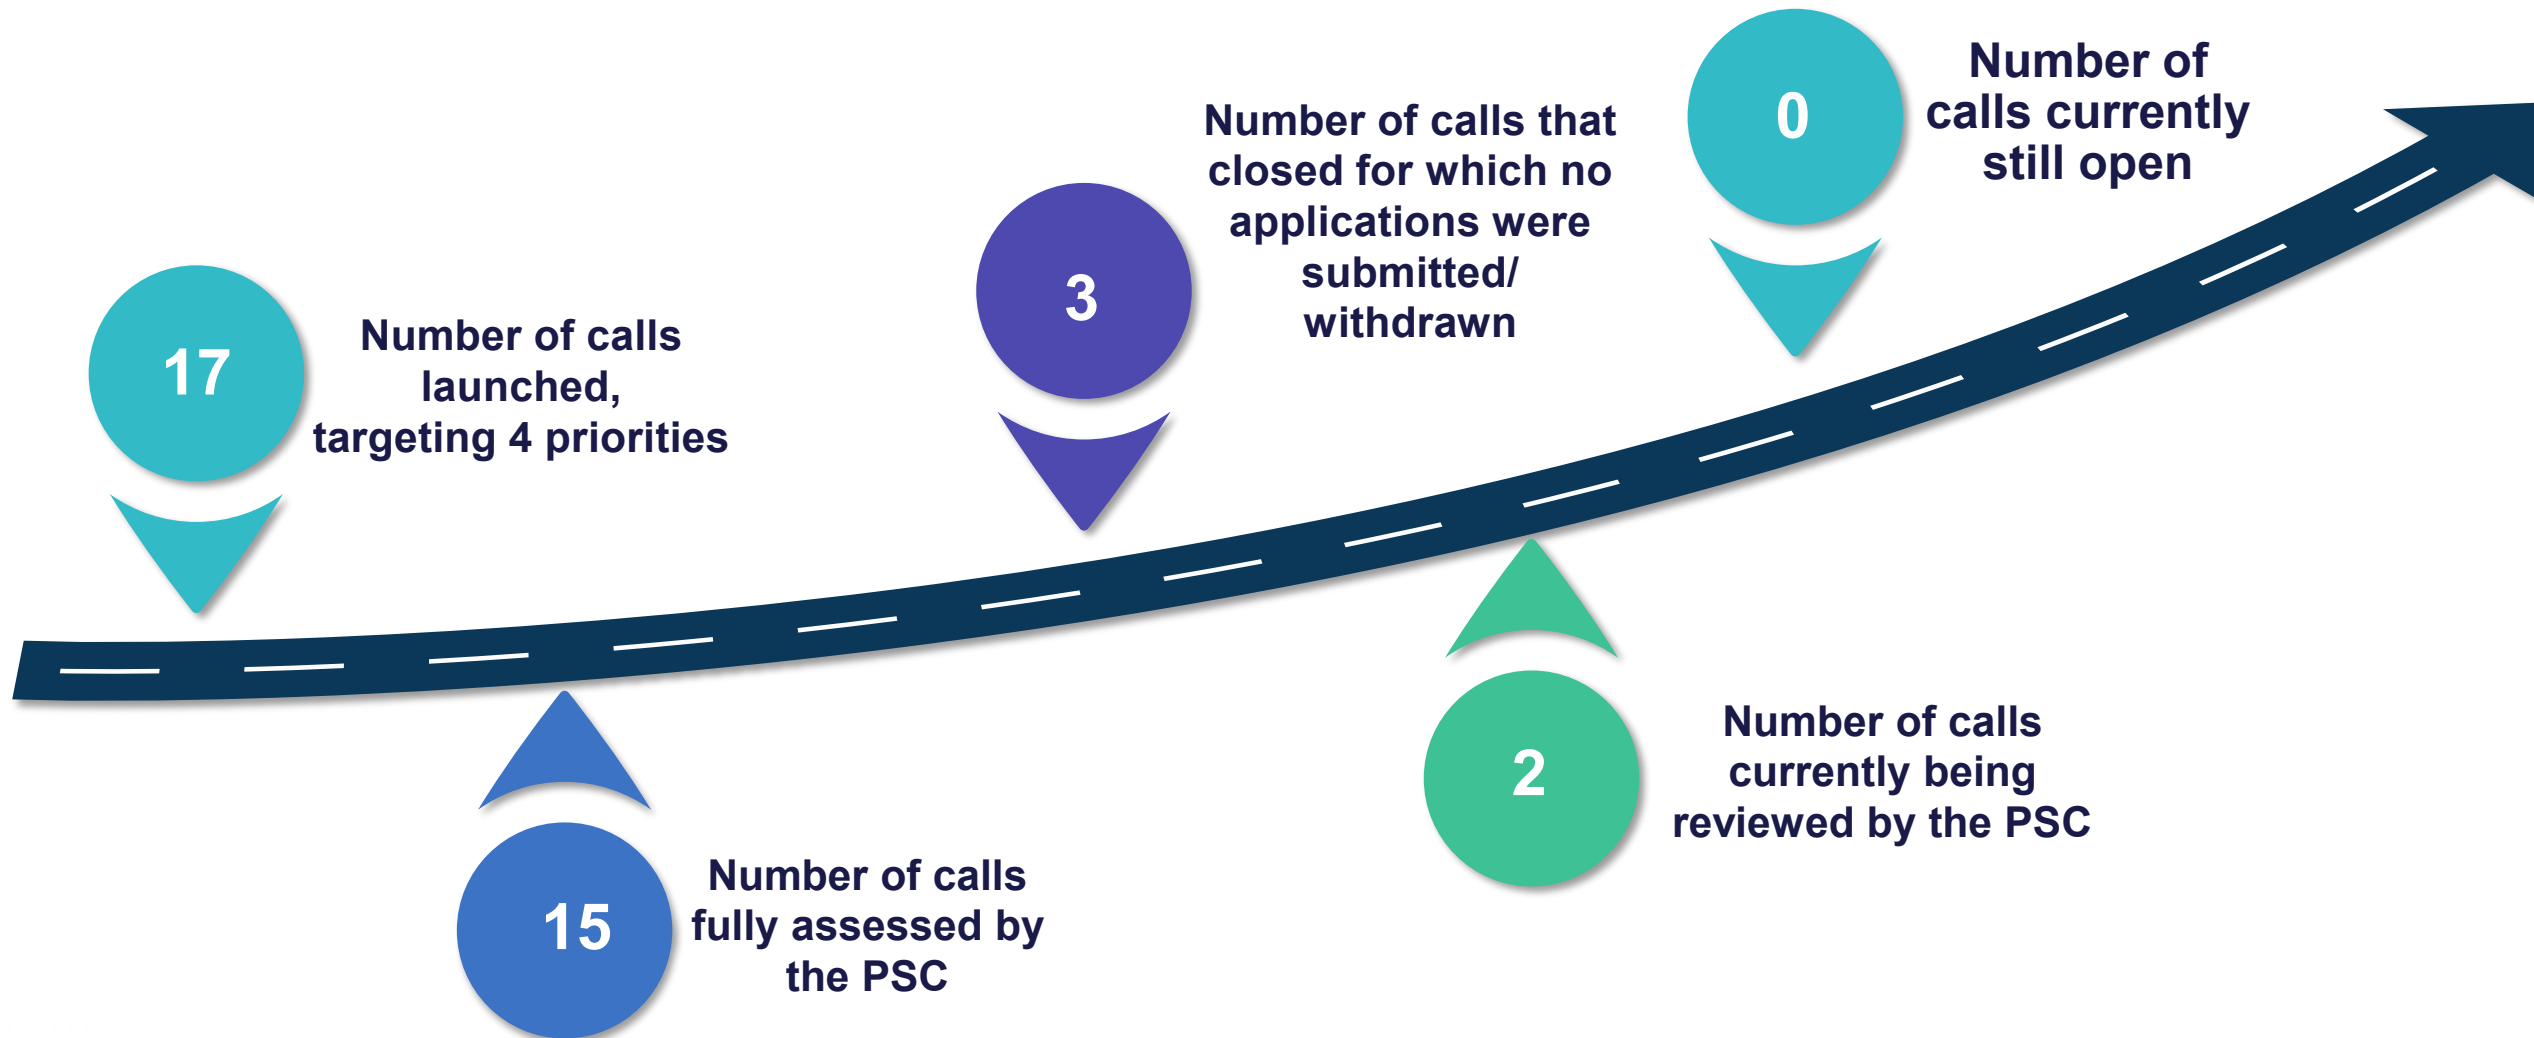 17
Number of calls
launched,
targeting 4 priorities
15
Number of calls
fully assessed by
the PSC
3
Number of calls that
closed for which no
applications were
submitted/
withdrawn
2
Number of calls
currently being
reviewed by the PSC
0
Number of
calls currently
still open